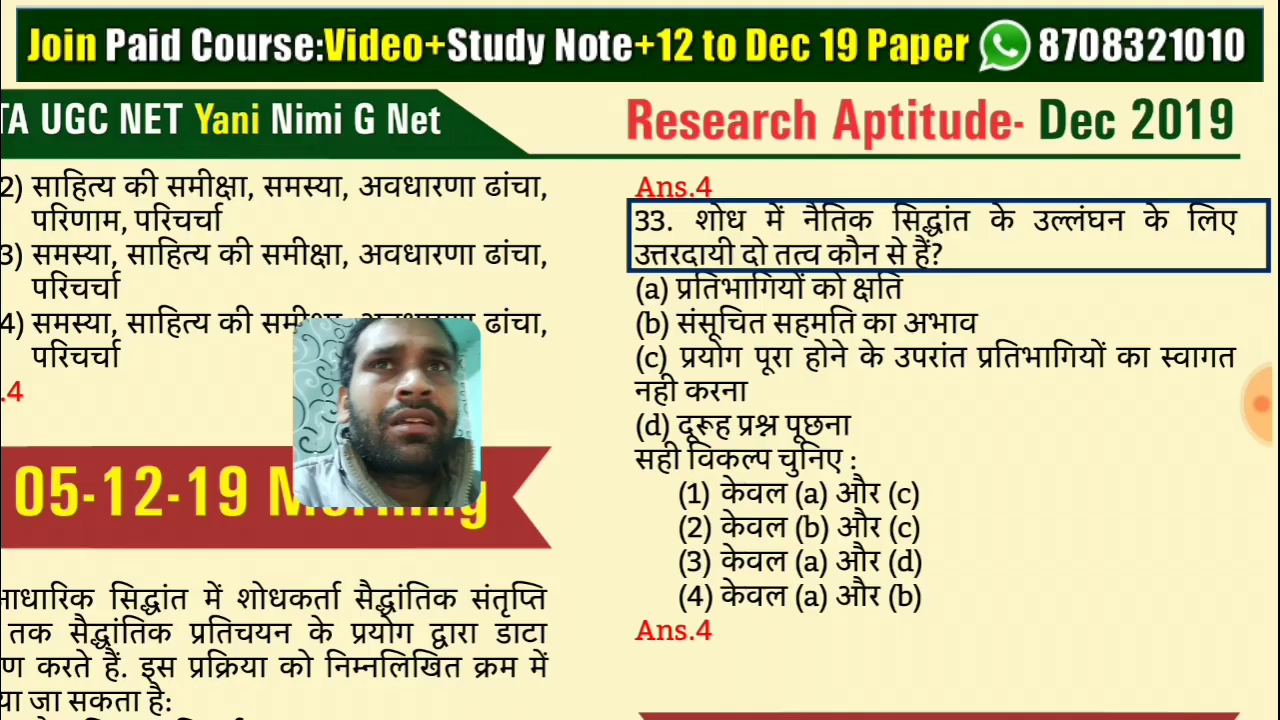 Join Paid Course:Video+Study Note+12 to Dec 19 Paper 8708321010
TA UGC NET Yani Nimi G Net
Research Aptitude- Dec 2019
2) साहित्य की समीक्षा, समस्या, अवधारणा ढांचा,
परिणाम, परिचर्चा
3) समस्या, साहित्य की समीक्षा, अवधारणा ढांचा,
परिचर्चा
4) समस्या, साहित्य की समीक्षा, अवधारणा ढांचा,
परिचर्चा
.4
05-12-19 Morning
आधारिक सिद्धांत में शोधकर्ता सैद्धांतिक संतृप्ति
तक सैद्धांतिक प्रतिचयन के प्रयोग द्वारा डाटा
करते हैं. इस प्रक्रिया को निम्नलिखित क्रम में
जा सकता है:
Ans.4
33. शोध में नैतिक सिद्धांत के उल्लंघन के लिए
उत्तरदायी दो तत्व कौन से हैं?
(a) प्रतिभागियों को क्षति
(b) संसूचित सहमति का अभाव
(c) प्रयोग पूरा होने के उपरांत प्रतिभागियों का स्वागत
नही करना
(d) दूरूह प्रश्न पूछना
सही विकल्प चुनिए :
(1) केवल (a) और (c)
(2) केवल (b) और (c)
(3) केवल (a) और (d)
(4) केवल (a) और (b)
Ans.4